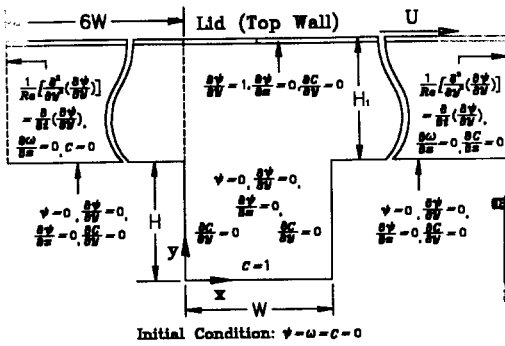 6W Lid (Top Wall) U
1/Re[∂²/∂y²(∂ψ/∂y)]
= ∂/∂t(∂ψ/∂y),
∂ω/∂x=0, C=0
∂ψ/∂y=1, ∂ψ/∂x=0, ∂C/∂y=0
H₁
1/Re[∂²/∂y²(∂ψ/∂y)]
= ∂/∂t(∂ψ/∂y),
∂ω/∂x=0, ∂C/∂x=0
ψ=0, ∂ψ/∂y=0,
∂ψ/∂x=0, ∂C/∂y=0
H
ψ=0, ∂ψ/∂y=0,
∂ψ/∂x=0,
∂C/∂y=0 ∂C/∂y=0
ψ=0, ∂ψ/∂y=0,
∂ψ/∂x=0, ∂C/∂y=0
y
C=1
x
W
Initial Condition: ψ=ω=C=0